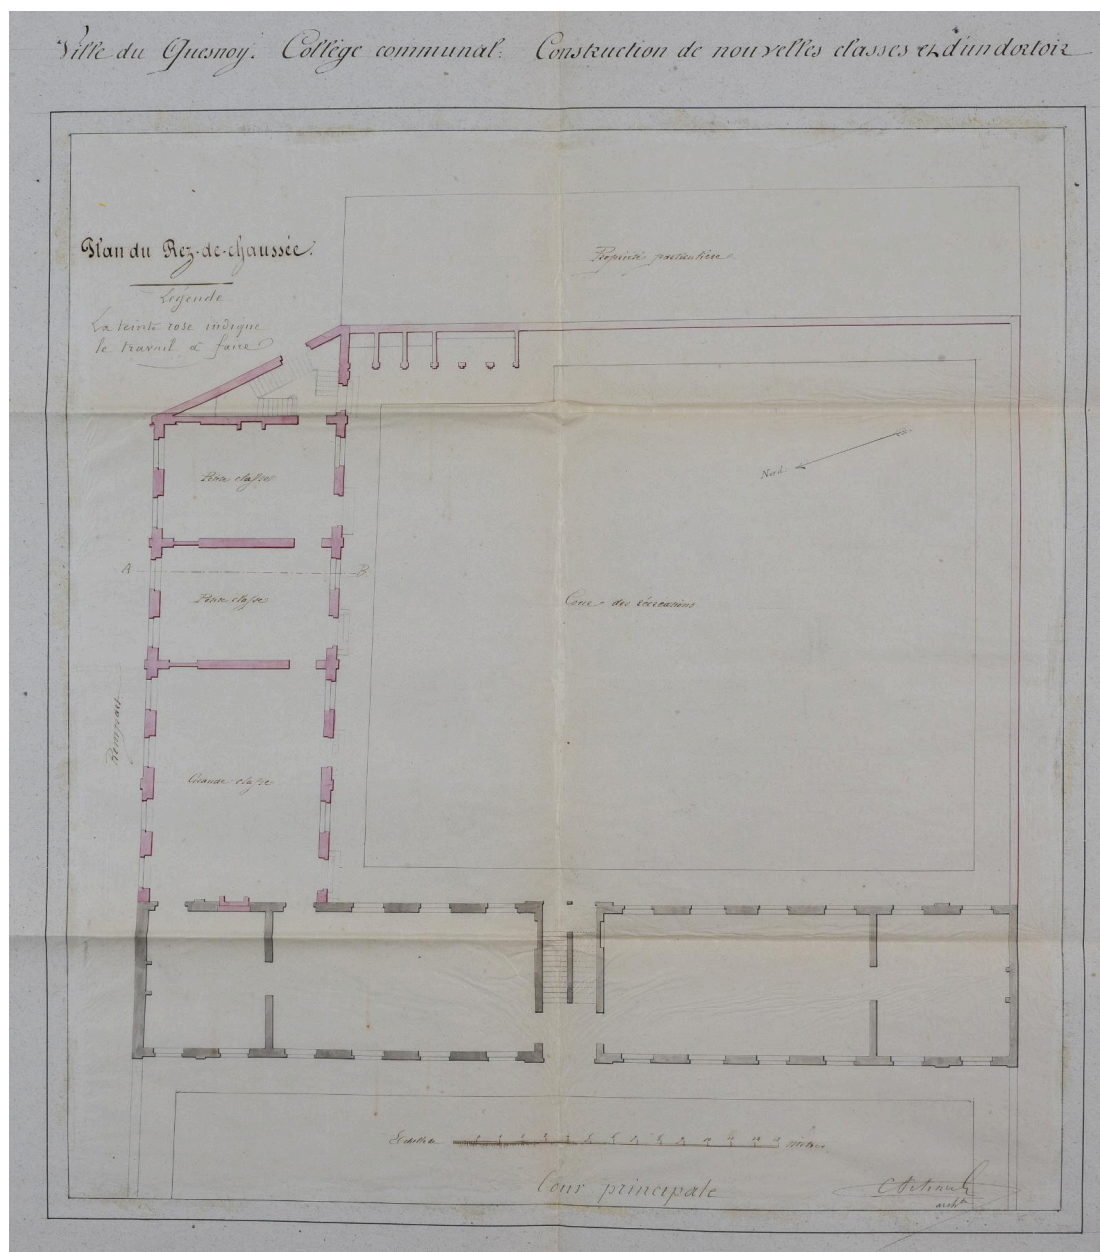 Ville du Quesnoy. Collège communal. Construction de nouvelles classes et d'un dortoir
Plan du Rez-de-chaussée.
Légende
La teinte rose indique
le travail à faire
Propriété particulière
Nord
Petite classe
A B
Petite classe
Cour des récréations
Rempart
Grande classe
Echelle de mètres
Cour principale
archte